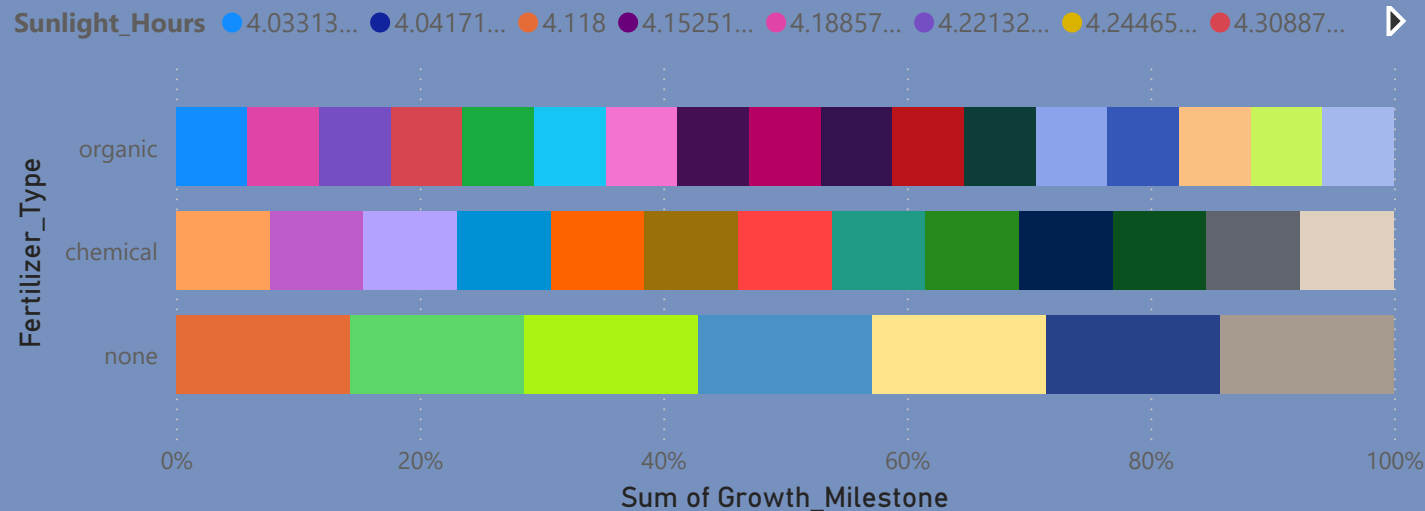 Sunlight_Hours 4.03313... 4.04171... 4.118 4.15251... 4.18857... 4.22132... 4.24465... 4.30887...
Fertilizer_Type
organic
chemical
none
0% 20% 40% 60% 80% 100%
Sum of Growth_Milestone